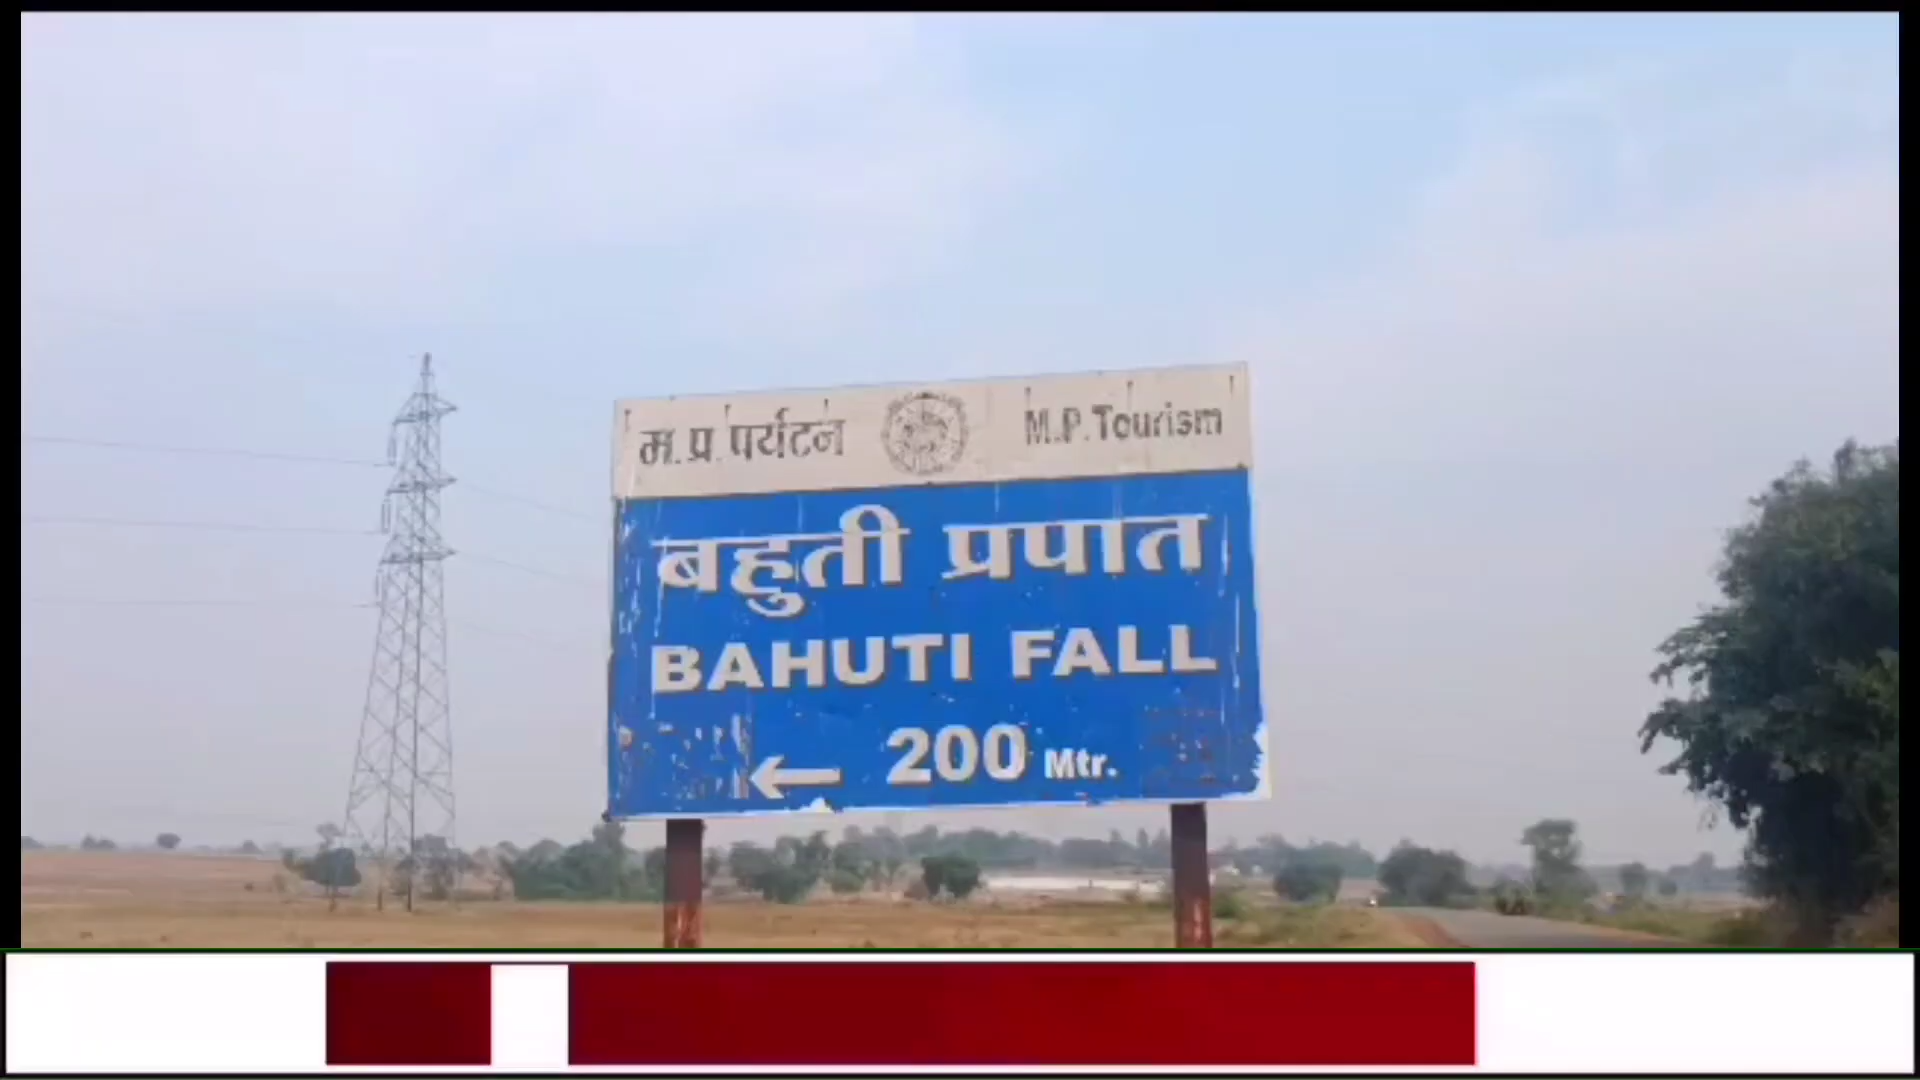 म.प्र. पर्यटन M.P. Tourism
बहुती प्रपात
BAHUTI FALL
← 200 Mtr.